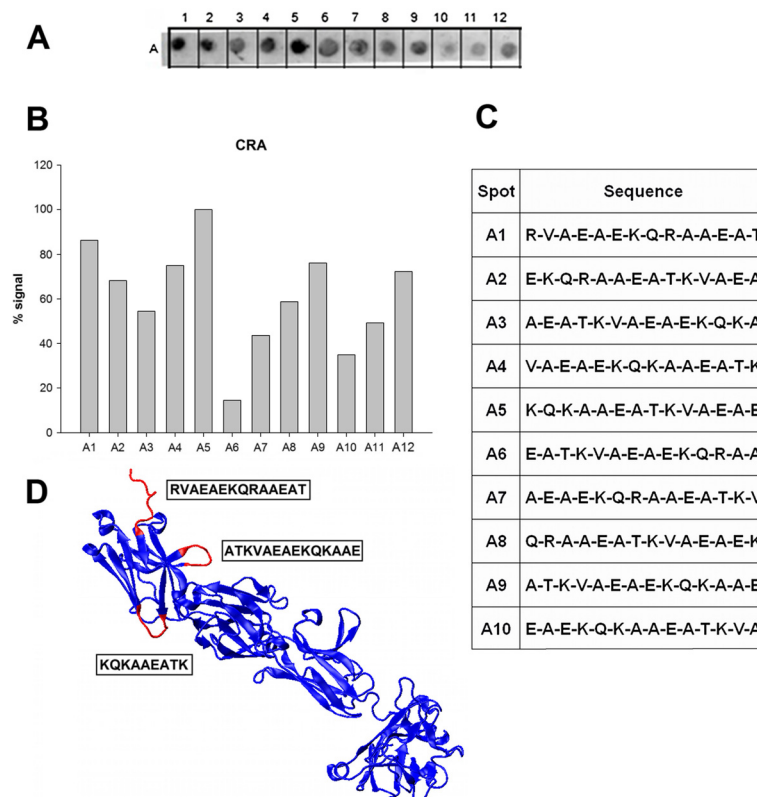 A
1 2 3 4 5 6 7 8 9 10 11 12
A
B
CRA
% signal
120
100
80
60
40
20
0
A1 A2 A3 A4 A5 A6 A7 A8 A9 A10 A11 A12
C
Spot Sequence
A1 R-V-A-E-A-E-K-Q-R-A-A-E-A-T
A2 E-K-Q-R-A-A-E-A-T-K-V-A-E-A
A3 A-E-A-T-K-V-A-E-A-E-K-Q-K-A
A4 V-A-E-A-E-K-Q-K-A-A-E-A-T-K
A5 K-Q-K-A-A-E-A-T-K-V-A-E-A-E
A6 E-A-T-K-V-A-E-A-E-K-Q-R-A-A
A7 A-E-A-E-K-Q-R-A-A-E-A-T-K-V
A8 Q-R-A-A-E-A-T-K-V-A-E-A-E-K
A9 A-T-K-V-A-E-A-E-K-Q-K-A-A-E
A10 E-A-E-K-Q-K-A-A-E-A-T-K-V-A
D
RVAEAEKQRAAEAT
ATKVAEAEKQKAAE
KQKAAEATK